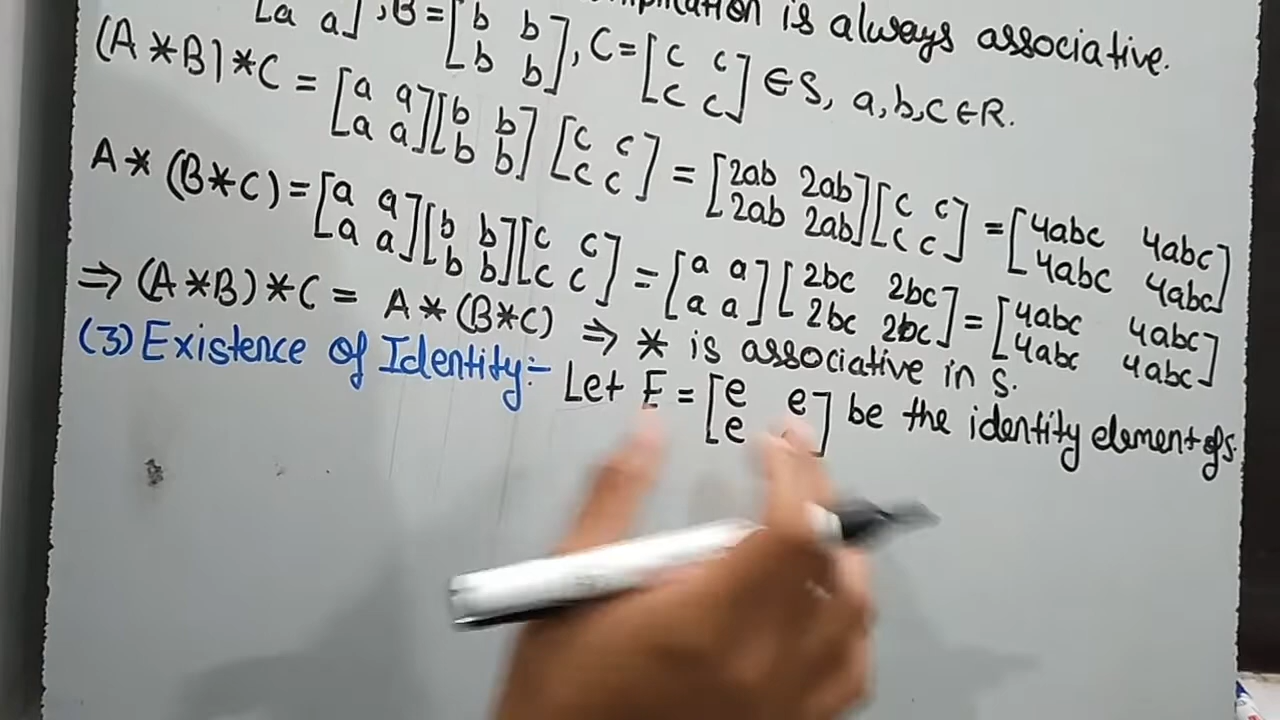 [a a], B = [b b; b b], C = [c c; c c] ∈ S, a, b, c ∈ R.
is always associative.
(A * B) * C = [a a; a a][b b; b b][c c; c c] = [2ab 2ab; 2ab 2ab][c c; c c] = [4abc 4abc; 4abc 4abc]
A * (B * C) = [a a; a a][b b; b b][c c; c c] = [a a; a a][2bc 2bc; 2bc 2bc] = [4abc 4abc; 4abc 4abc]
⇒ (A * B) * C = A * (B * C) ⇒ * is associative in S.
(3) Existence of Identity:- Let E = [e e; e] be the identity element of S.